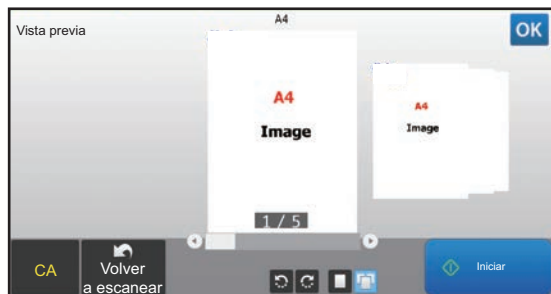 A4
Vista previa
OK
A4
Image
A4
Image
1 / 5
CA
Volver
a escanear
Iniciar